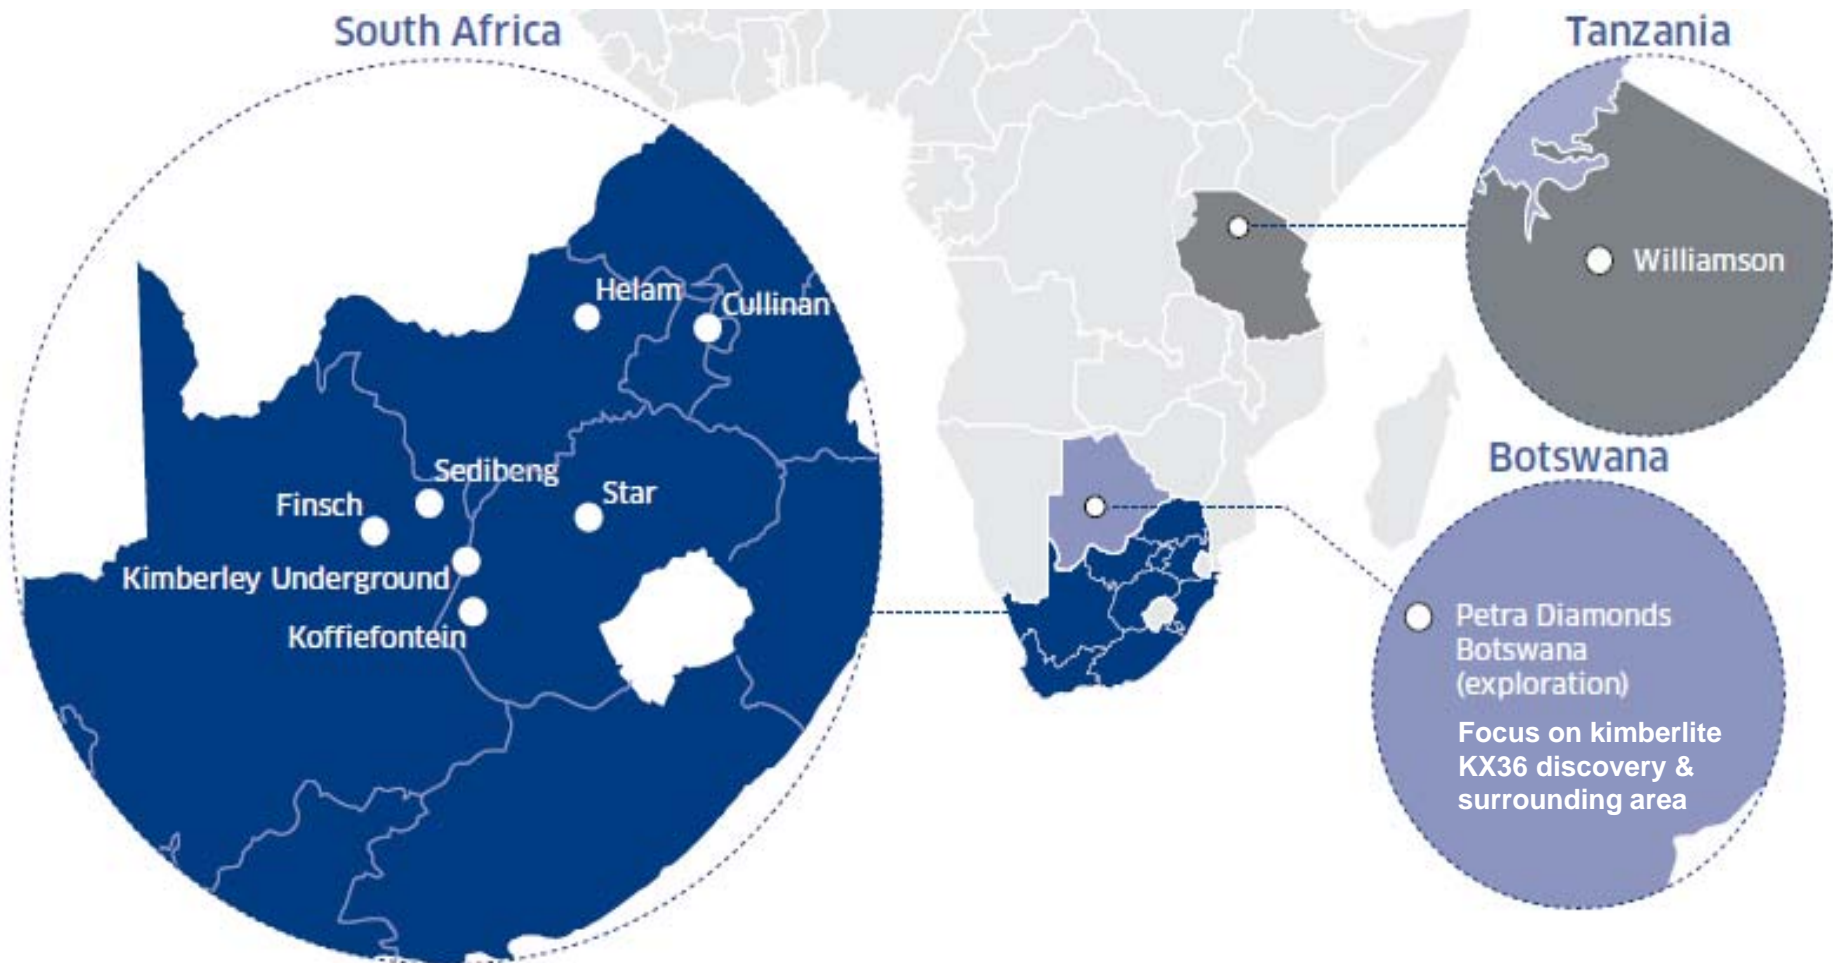 South Africa
Helam
Cullinan
Sedibeng
Finsch
Star
Kimberley Underground
Koffiefontein
Tanzania
Williamson
Botswana
Petra Diamonds
Botswana
(exploration)
Focus on kimberlite
KX36 discovery &
surrounding area